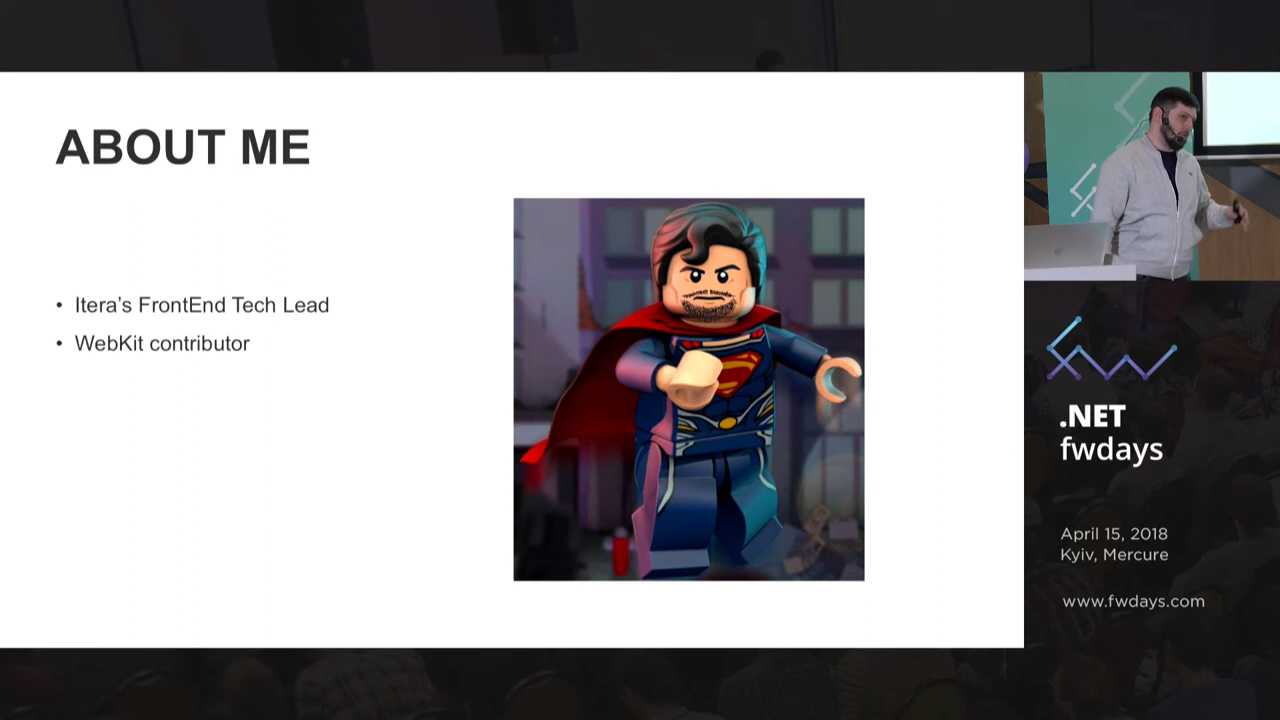 ABOUT ME
• Itera’s FrontEnd Tech Lead
• WebKit contributor
.NET
fwdays
April 15, 2018
Kyiv, Mercure
www.fwdays.com